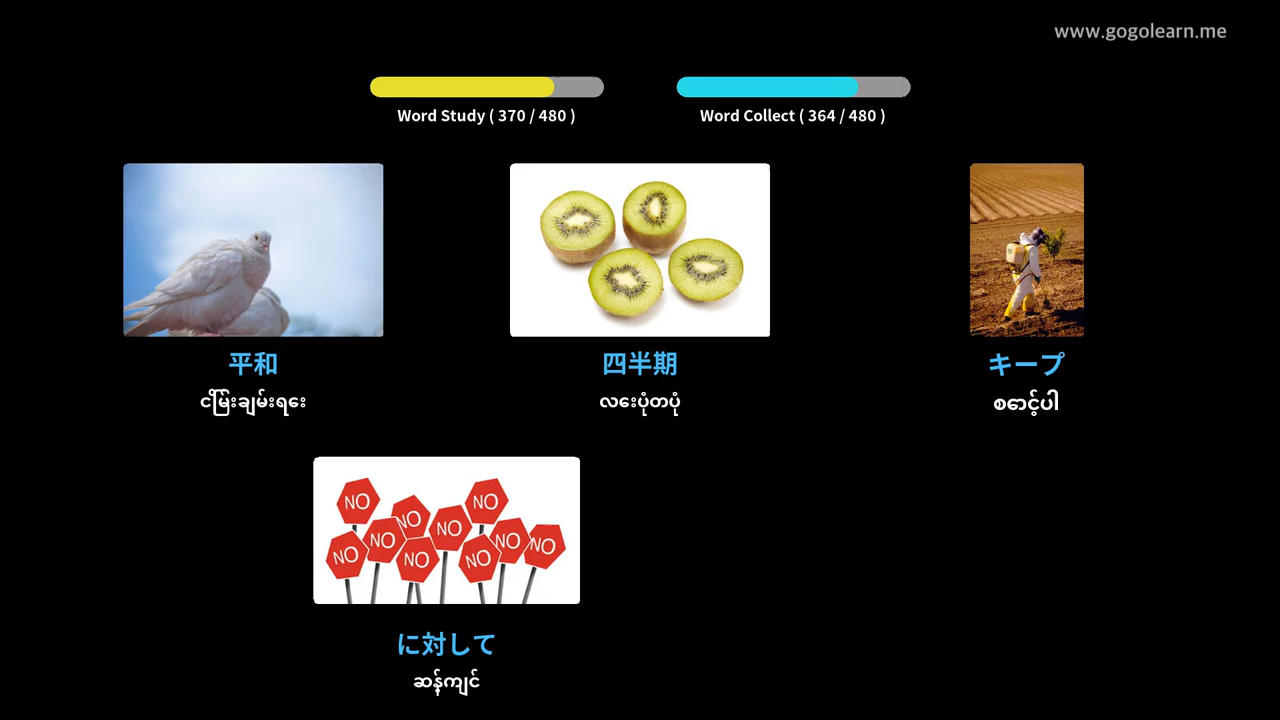 www.gogolearn.me
Word Study ( 370 / 480 )
Word Collect ( 364 / 480 )
平和
ငြိမ်းချမ်းရေး
四半期
လေးပုံတပုံ
キープ
စောင့်ပါ
NO
NO
NO
NO
NO
NO
NO
NO
NO
NO
に対して
ဆန့်ကျင်